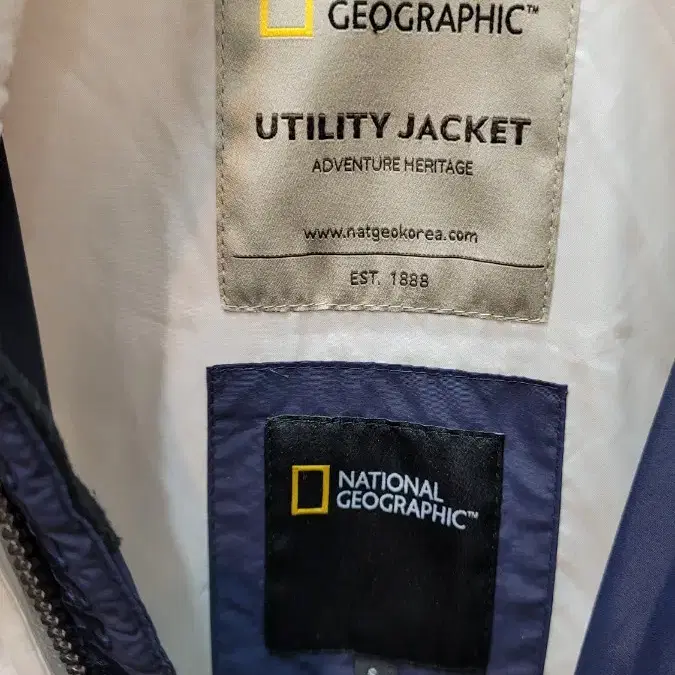 GEOGRAPHIC™
UTILITY JACKET
ADVENTURE HERITAGE
www.natgeokorea.com
EST. 1888
NATIONAL
GEOGRAPHIC™
S